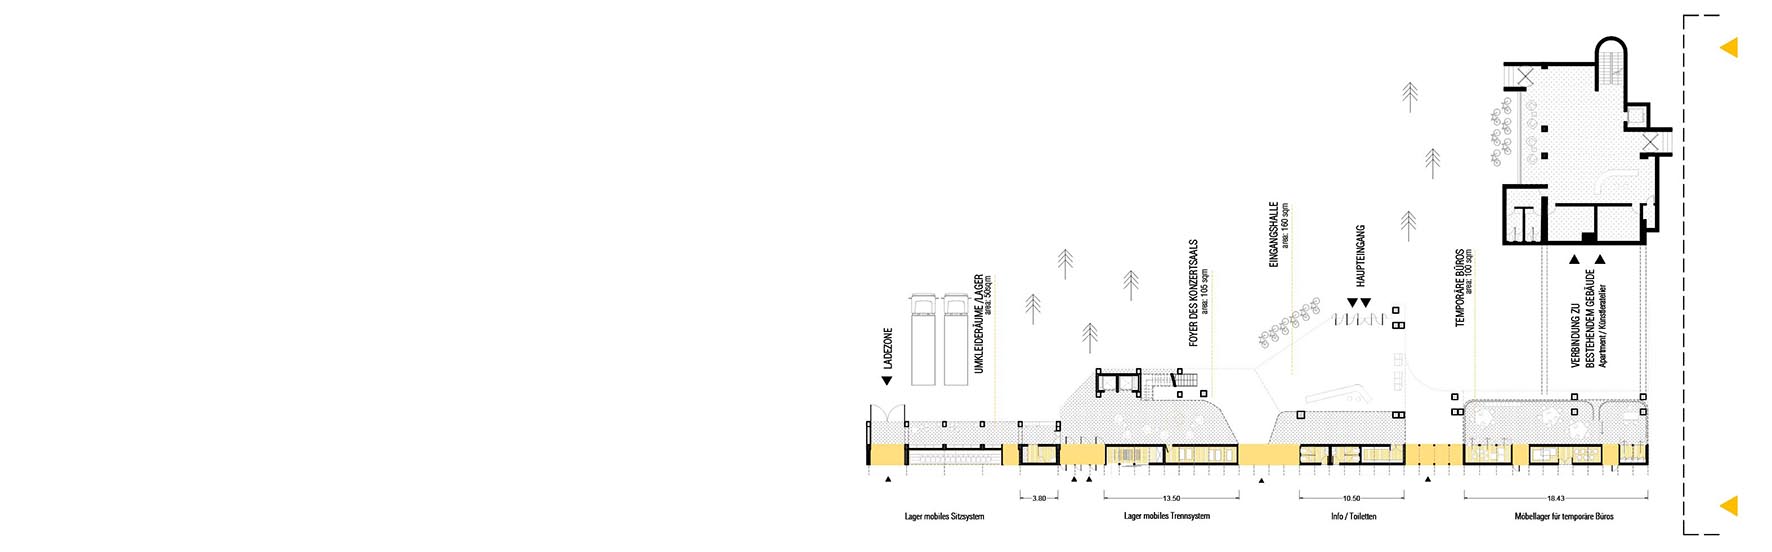 LADEZONE
UMKLEIDERÄUME /LAGER
area: 50sqm
FOYER DES KONZERTSAALS
area: 105 sqm
EINGANGSHALLE
area: 160 sqm
HAUPTEINGANG
TEMPORÄRE BÜROS
area: 100 sqm
VERBINDUNG ZU
BESTEHENDEM GEBÄUDE
Apartment / Künstleratelier
3.80
13.50
10.50
18.43
Lager mobiles Sitzsystem
Lager mobiles Trennsystem
Info / Toiletten
Möbellager für temporäre Büros